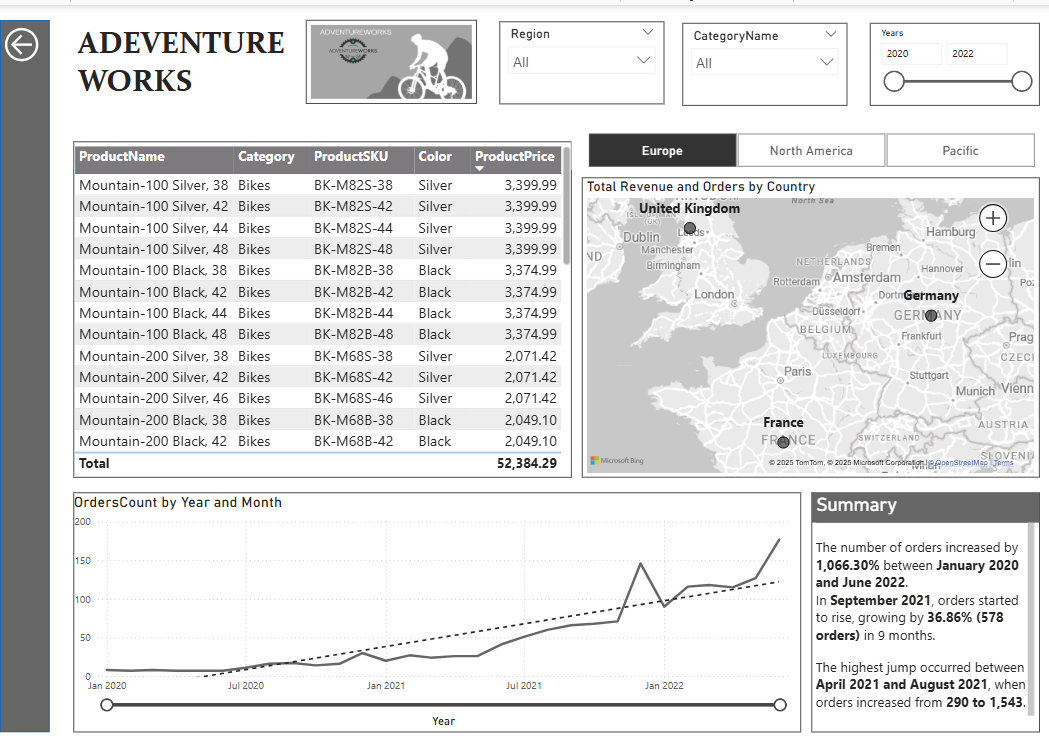 ADEVENTURE
WORKS
ADVENTUREWORKS
ADVENTUREWORKS
Region
All
CategoryName
All
Years
2020 2022
ProductName Category ProductSKU Color ProductPrice
Mountain-100 Silver, 38 Bikes BK-M82S-38 Silver 3,399.99
Mountain-100 Silver, 42 Bikes BK-M82S-42 Silver 3,399.99
Mountain-100 Silver, 44 Bikes BK-M82S-44 Silver 3,399.99
Mountain-100 Silver, 48 Bikes BK-M82S-48 Silver 3,399.99
Mountain-100 Black, 38 Bikes BK-M82B-38 Black 3,374.99
Mountain-100 Black, 42 Bikes BK-M82B-42 Black 3,374.99
Mountain-100 Black, 44 Bikes BK-M82B-44 Black 3,374.99
Mountain-100 Black, 48 Bikes BK-M82B-48 Black 3,374.99
Mountain-200 Silver, 38 Bikes BK-M68S-38 Silver 2,071.42
Mountain-200 Silver, 42 Bikes BK-M68S-42 Silver 2,071.42
Mountain-200 Silver, 46 Bikes BK-M68S-46 Silver 2,071.42
Mountain-200 Black, 38 Bikes BK-M68B-38 Black 2,049.10
Mountain-200 Black, 42 Bikes BK-M68B-42 Black 2,049.10
Total 52,384.29
Europe North America Pacific
Total Revenue and Orders by Country
North Sea
United Kingdom
Dublin
Leeds
Manchester
Birmingham
London
Hamburg
Bremen
NETHERLANDS
Hannover
Amsterdam
Rotterdam
Germany
GERMANY
Dusseldorf
BELGIUM
Frankfurt
LUXEMBOURG
Paris
Stuttgart
Munich
AUSTRIA
France
FRANCE
SWITZERLAND
Microsoft Bing
© 2025 TomTom, © 2025 Microsoft Corporation, © OpenStreetMap Terms
OrdersCount by Year and Month
200
150
100
50
0
Jan 2020 Jul 2020 Jan 2021 Jul 2021 Jan 2022
Year
Summary
The number of orders increased by
1,066.30% between January 2020
and June 2022.
In September 2021, orders started
to rise, growing by 36.86% (578
orders) in 9 months.
The highest jump occurred between
April 2021 and August 2021, when
orders increased from 290 to 1,543.